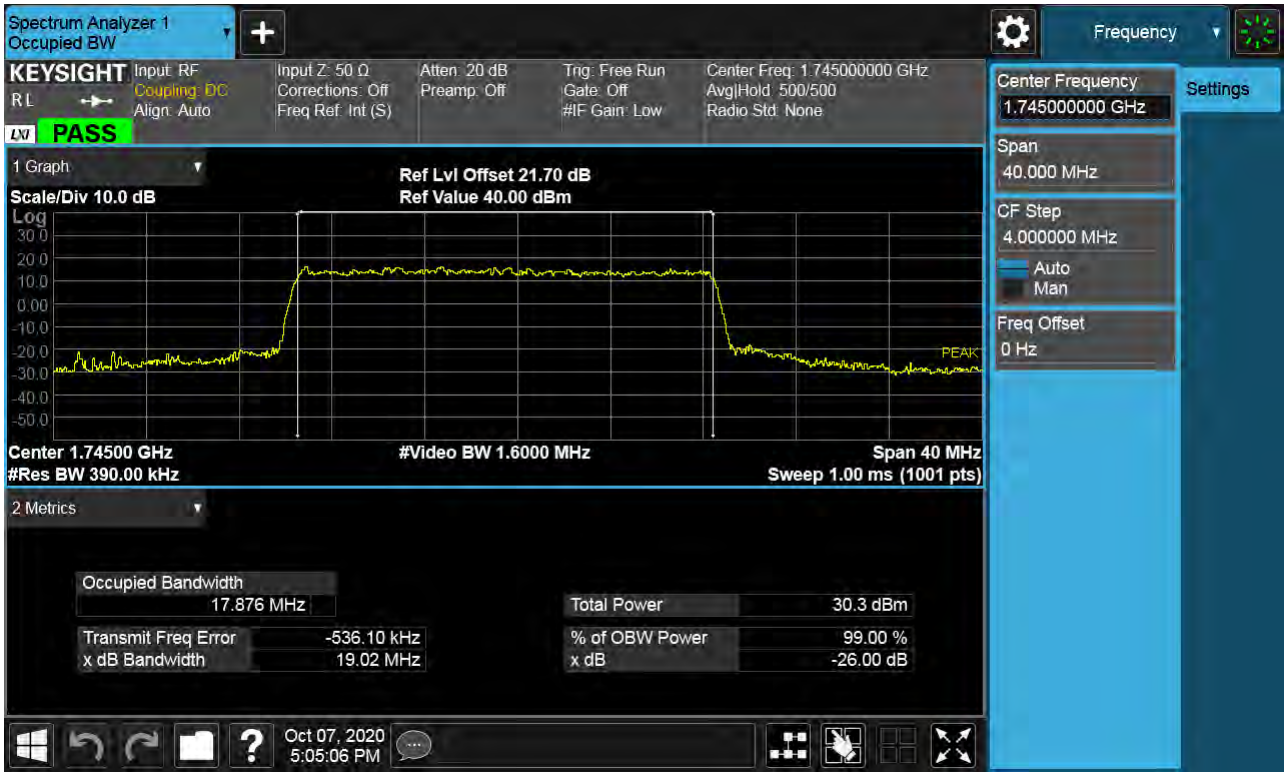 Spectrum Analyzer 1
Occupied BW
Frequency
KEYSIGHT
RL
LXI
PASS
Input: RF
Coupling: DC
Align: Auto
Input Z: 50 Ω
Corrections: Off
Freq Ref: Int (S)
Atten: 20 dB
Preamp: Off
Trig: Free Run
Gate: Off
#IF Gain: Low
Center Freq: 1.745000000 GHz
Avg|Hold: 500/500
Radio Std: None
Center Frequency
1.745000000 GHz
Settings
Span
40.000 MHz
CF Step
4.000000 MHz
Auto
Man
Freq Offset
0 Hz
1 Graph
Scale/Div 10.0 dB
Ref Lvl Offset 21.70 dB
Ref Value 40.00 dBm
Log
30.0
20.0
10.0
0.00
-10.0
-20.0
-30.0
-40.0
-50.0
PEAK
Center 1.74500 GHz
#Video BW 1.6000 MHz
Span 40 MHz
#Res BW 390.00 kHz
Sweep 1.00 ms (1001 pts)
2 Metrics
Occupied Bandwidth
17.876 MHz
Total Power 30.3 dBm
Transmit Freq Error -536.10 kHz
% of OBW Power 99.00 %
x dB Bandwidth 19.02 MHz
x dB -26.00 dB
Oct 07, 2020
5:05:06 PM